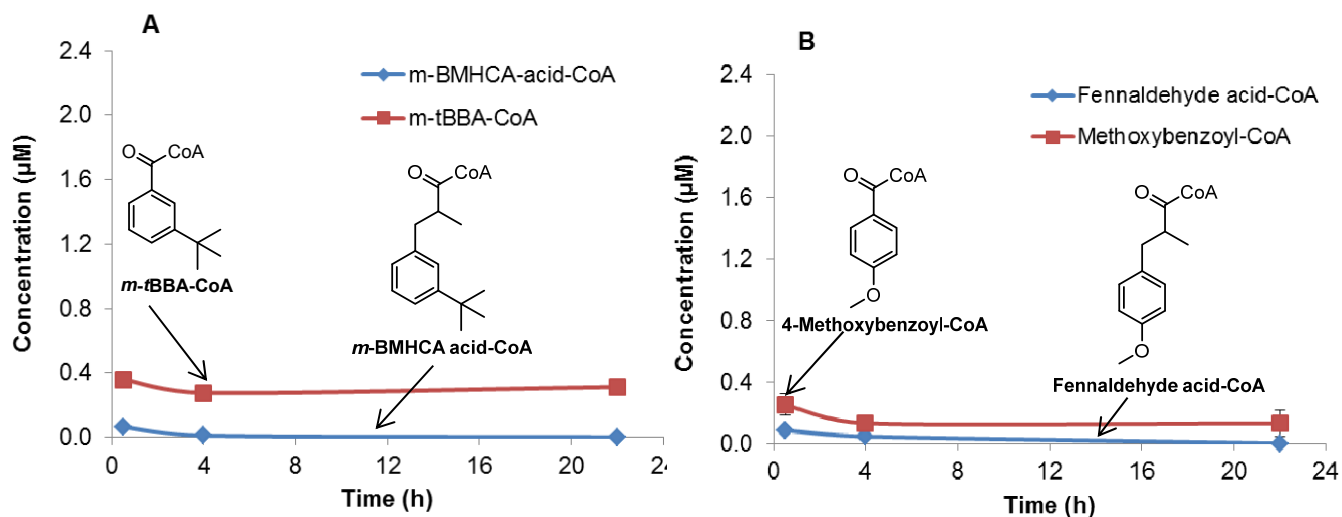 A
2.4
2.0
1.6
1.2
0.8
0.4
0.0
Concentration (µM)
m-BMHCA-acid-CoA
m-tBBA-CoA
O CoA
m-tBBA-CoA
O CoA
m-BMHCA acid-CoA
0 4 8 12 16 20 24
Time (h)
B
2.4
2.0
1.6
1.2
0.8
0.4
0.0
Concentration (µM)
Fennaldehyde acid-CoA
Methoxybenzoyl-CoA
O CoA
O
4-Methoxybenzoyl-CoA
O CoA
O
Fennaldehyde acid-CoA
0 4 8 12 16 20 24
Time (h)